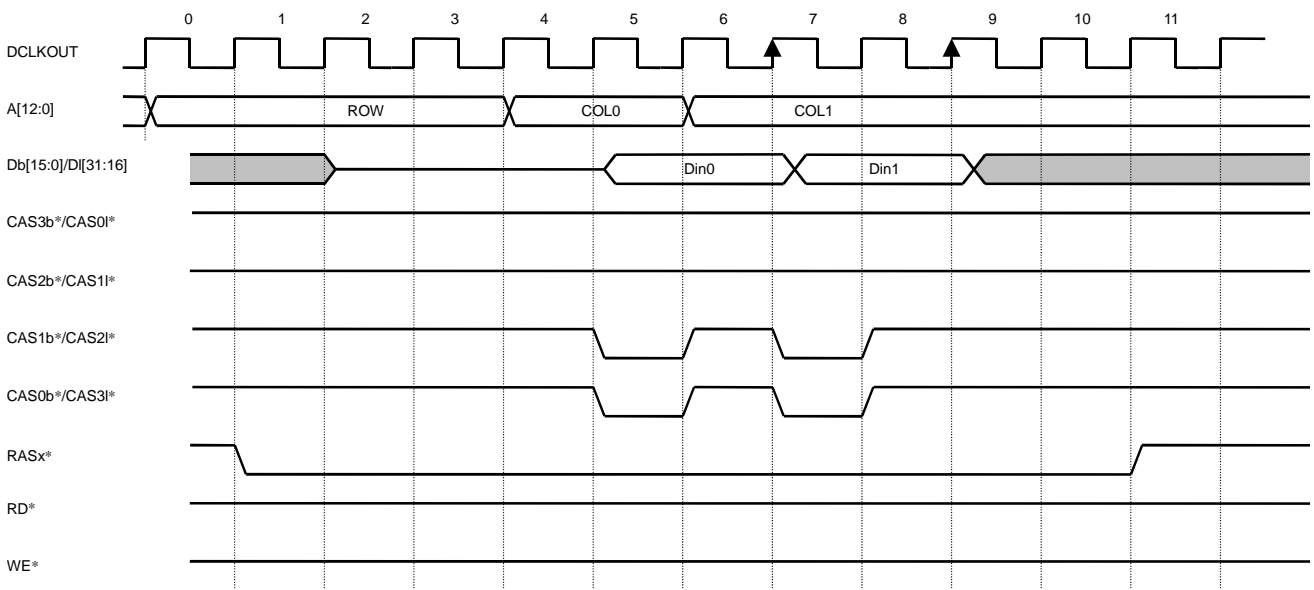 0 1 2 3 4 5 6 7 8 9 10 11
DCLKOUT
A[12:0] ROW COL0 COL1
Db[15:0]/Dl[31:16] Din0 Din1
CAS3b*/CAS0l*
CAS2b*/CAS1l*
CAS1b*/CAS2l*
CAS0b*/CAS3l*
RASx*
RD*
WE*